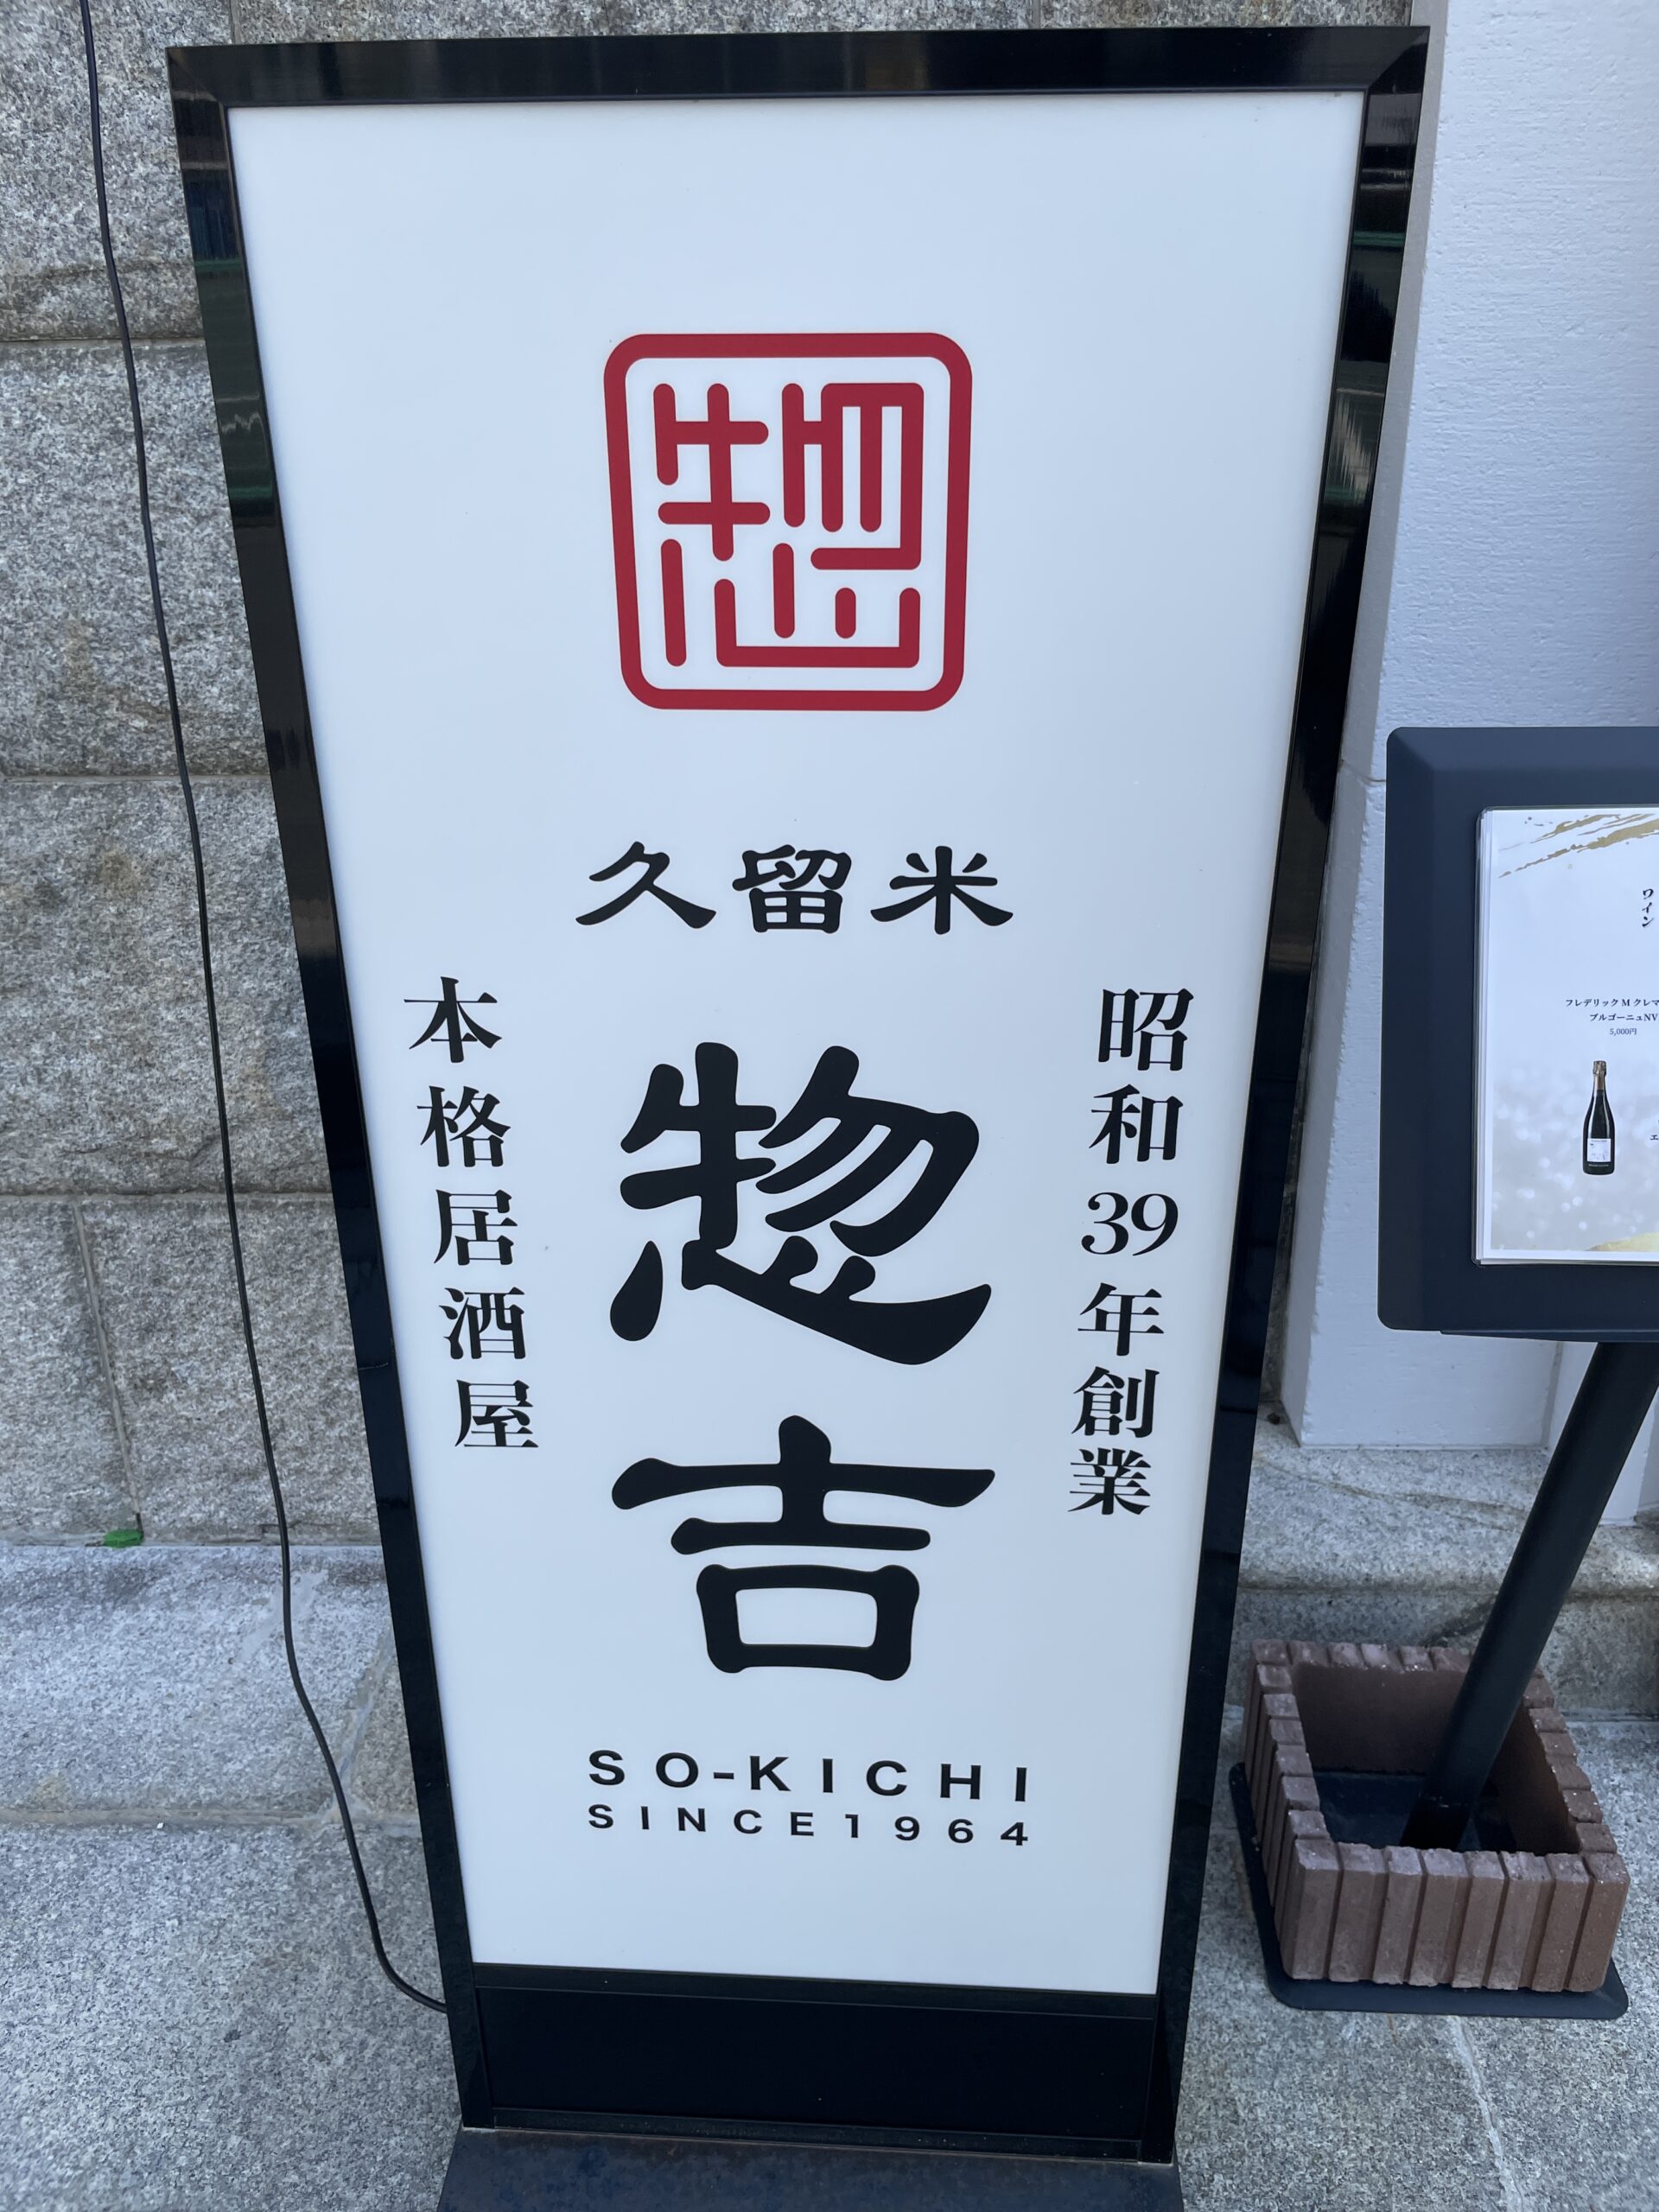 惣
久留米
昭和39年創業
惣吉
本格居酒屋
SO-KICHI
SINCE1964
ワイン
フレデリック M クレマ
ブルゴーニュNV
5,000円
エ